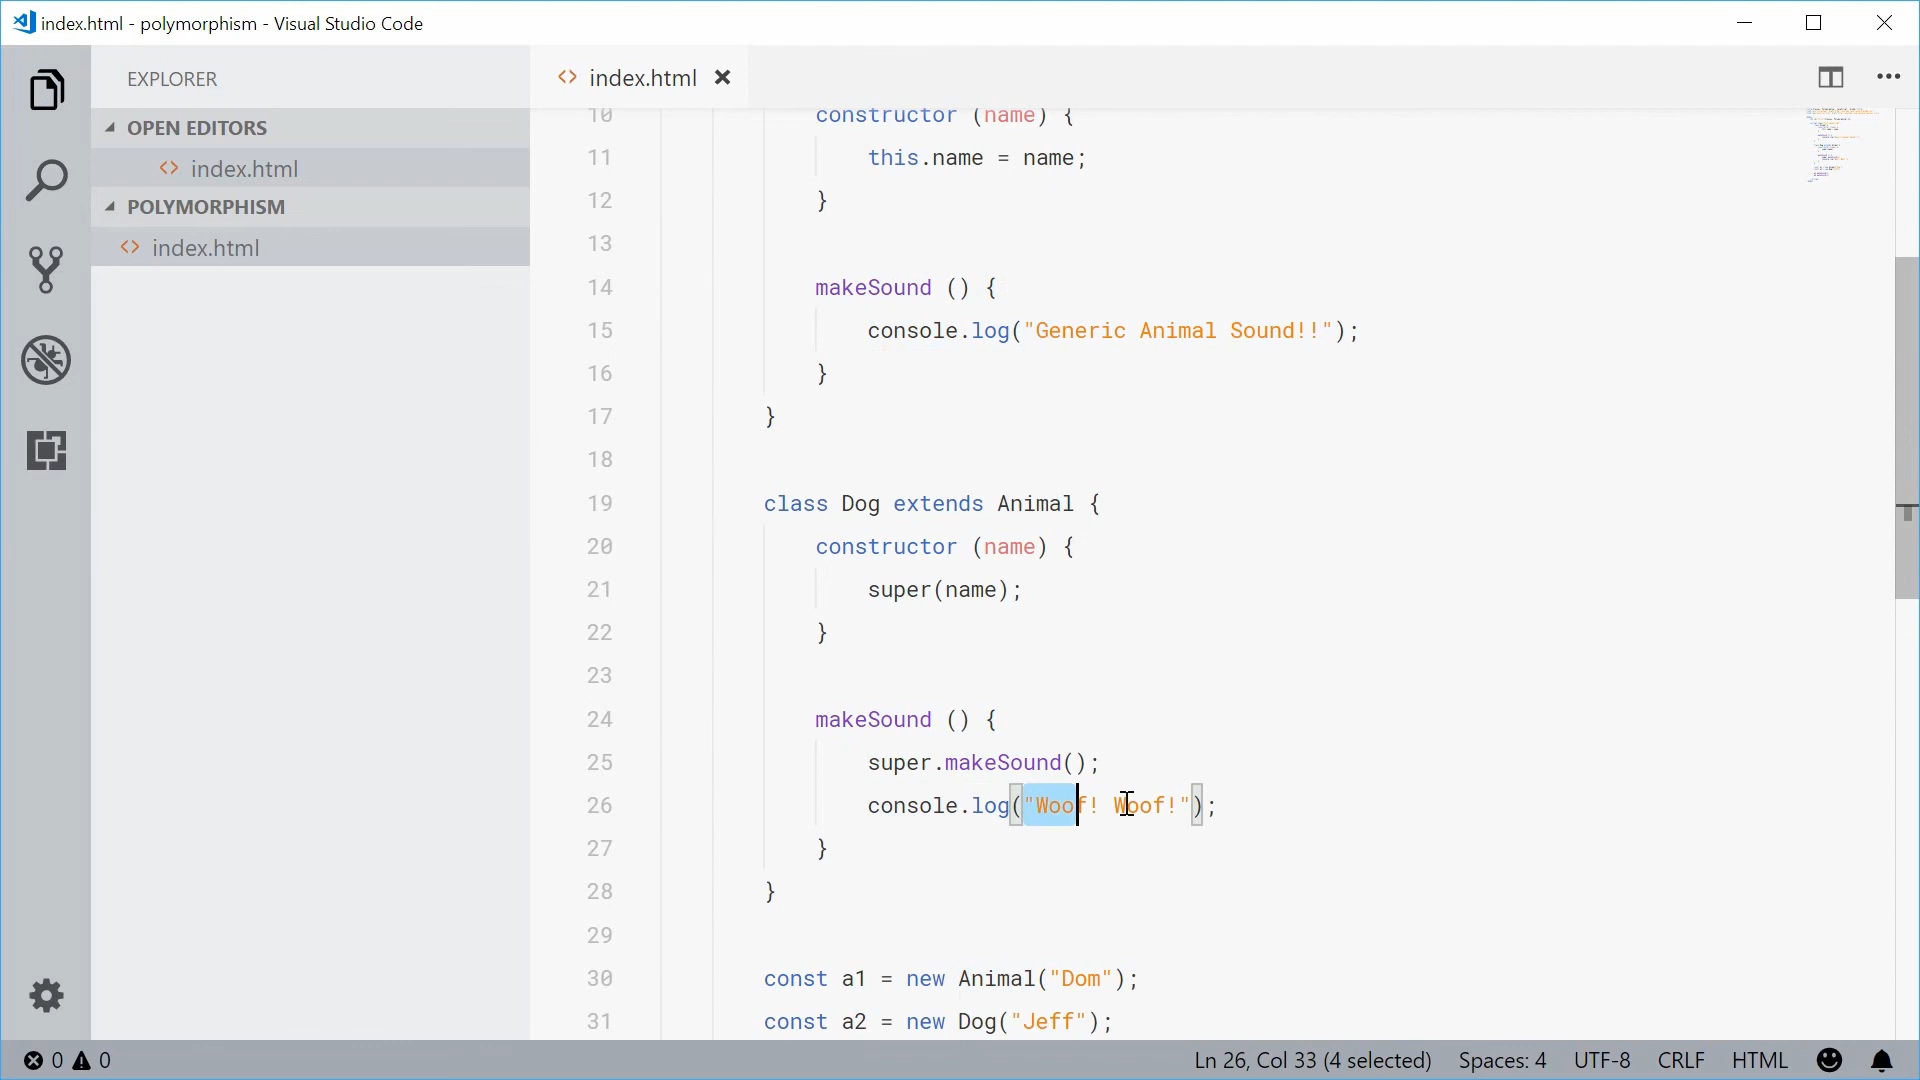 index.html - polymorphism - Visual Studio Code
EXPLORER
index.html
OPEN EDITORS
index.html
POLYMORPHISM
index.html
10 constructor (name) {
11 this.name = name;
12 }
13
14 makeSound () {
15 console.log("Generic Animal Sound!!");
16 }
17 }
18
19 class Dog extends Animal {
20 constructor (name) {
21 super(name);
22 }
23
24 makeSound () {
25 super.makeSound();
26 console.log("Woof! Woof!");
27 }
28 }
29
30 const a1 = new Animal("Dom");
31 const a2 = new Dog("Jeff");
0 0 Ln 26, Col 33 (4 selected) Spaces: 4 UTF-8 CRLF HTML